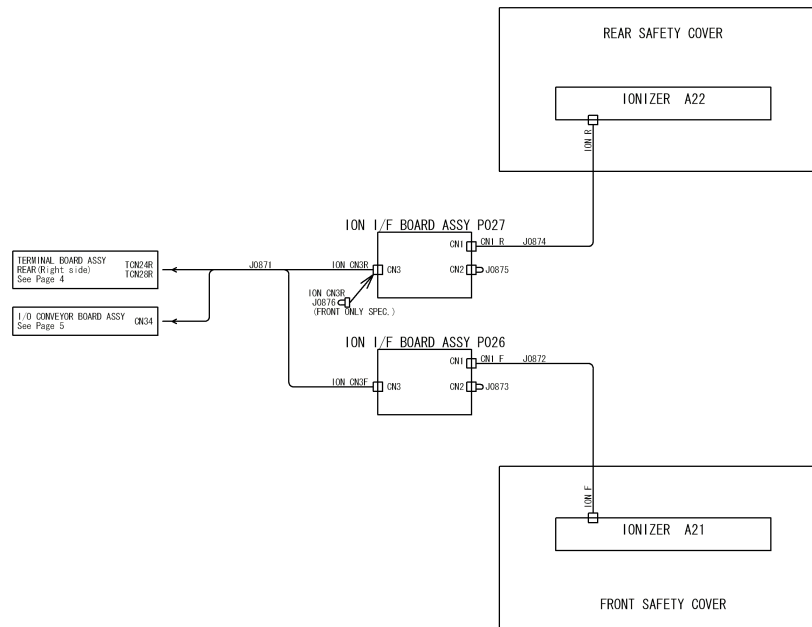 REAR SAFETY COVER
IONIZER A22
ION R
ION I/F BOARD ASSY P027
CN1
CN1 R
J0874
TERMINAL BOARD ASSY
REAR(Right side)
See Page 4
TCN24R
TCN28R
J0871
ION CN3R
CN3
CN2
J0875
ION CN3R
J0876
(FRONT ONLY SPEC.)
I/O CONVEYOR BOARD ASSY
See Page 5
CN34
ION I/F BOARD ASSY P026
CN1
CN1 F
J0872
ION CN3F
CN3
CN2
J0873
ION F
IONIZER A21
FRONT SAFETY COVER